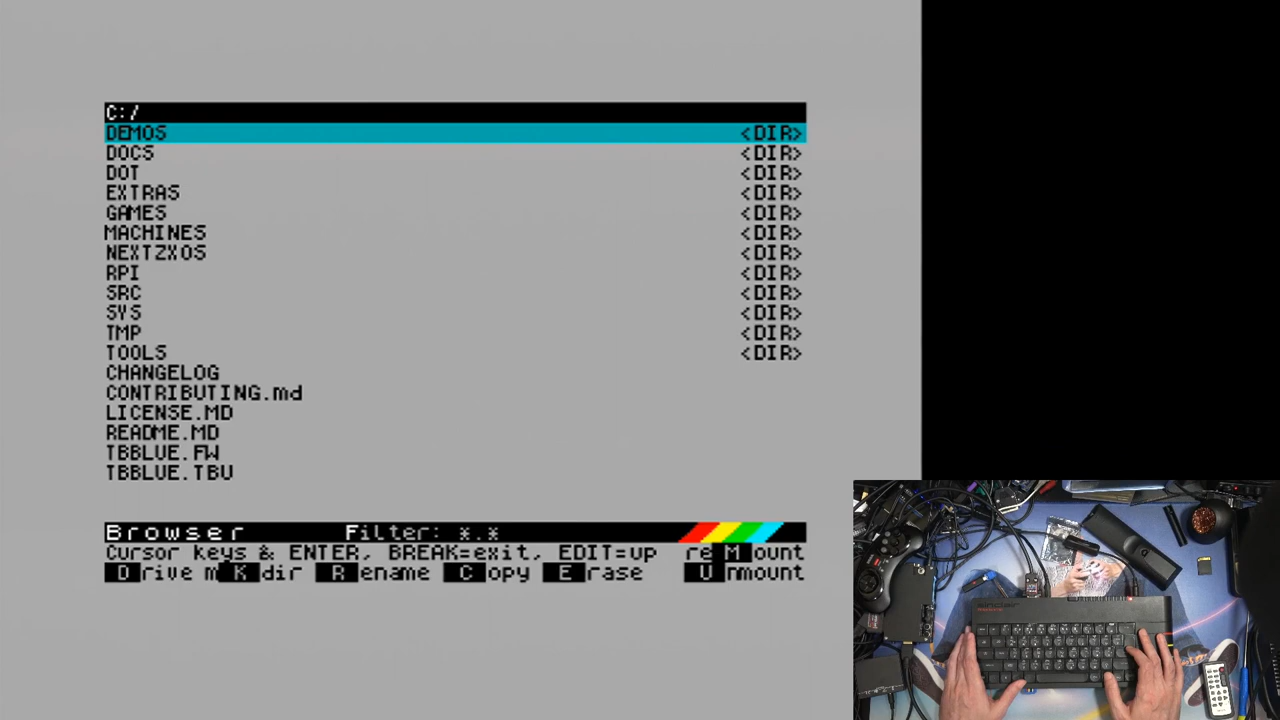 C:/
DEMOS <DIR>
DOCS <DIR>
DOT <DIR>
EXTRAS <DIR>
GAMES <DIR>
MACHINES <DIR>
NEXTZXOS <DIR>
RPI <DIR>
SRC <DIR>
SYS <DIR>
TMP <DIR>
TOOLS <DIR>
CHANGELOG
CONTRIBUTING.md
LICENSE.MD
README.MD
TBBLUE.FW
TBBLUE.TBU
Browser Filter: *.*
Cursor keys & ENTER, BREAK=exit, EDIT=up reMount
Drive mKdir Rename Copy Erase Unmount
sinclair